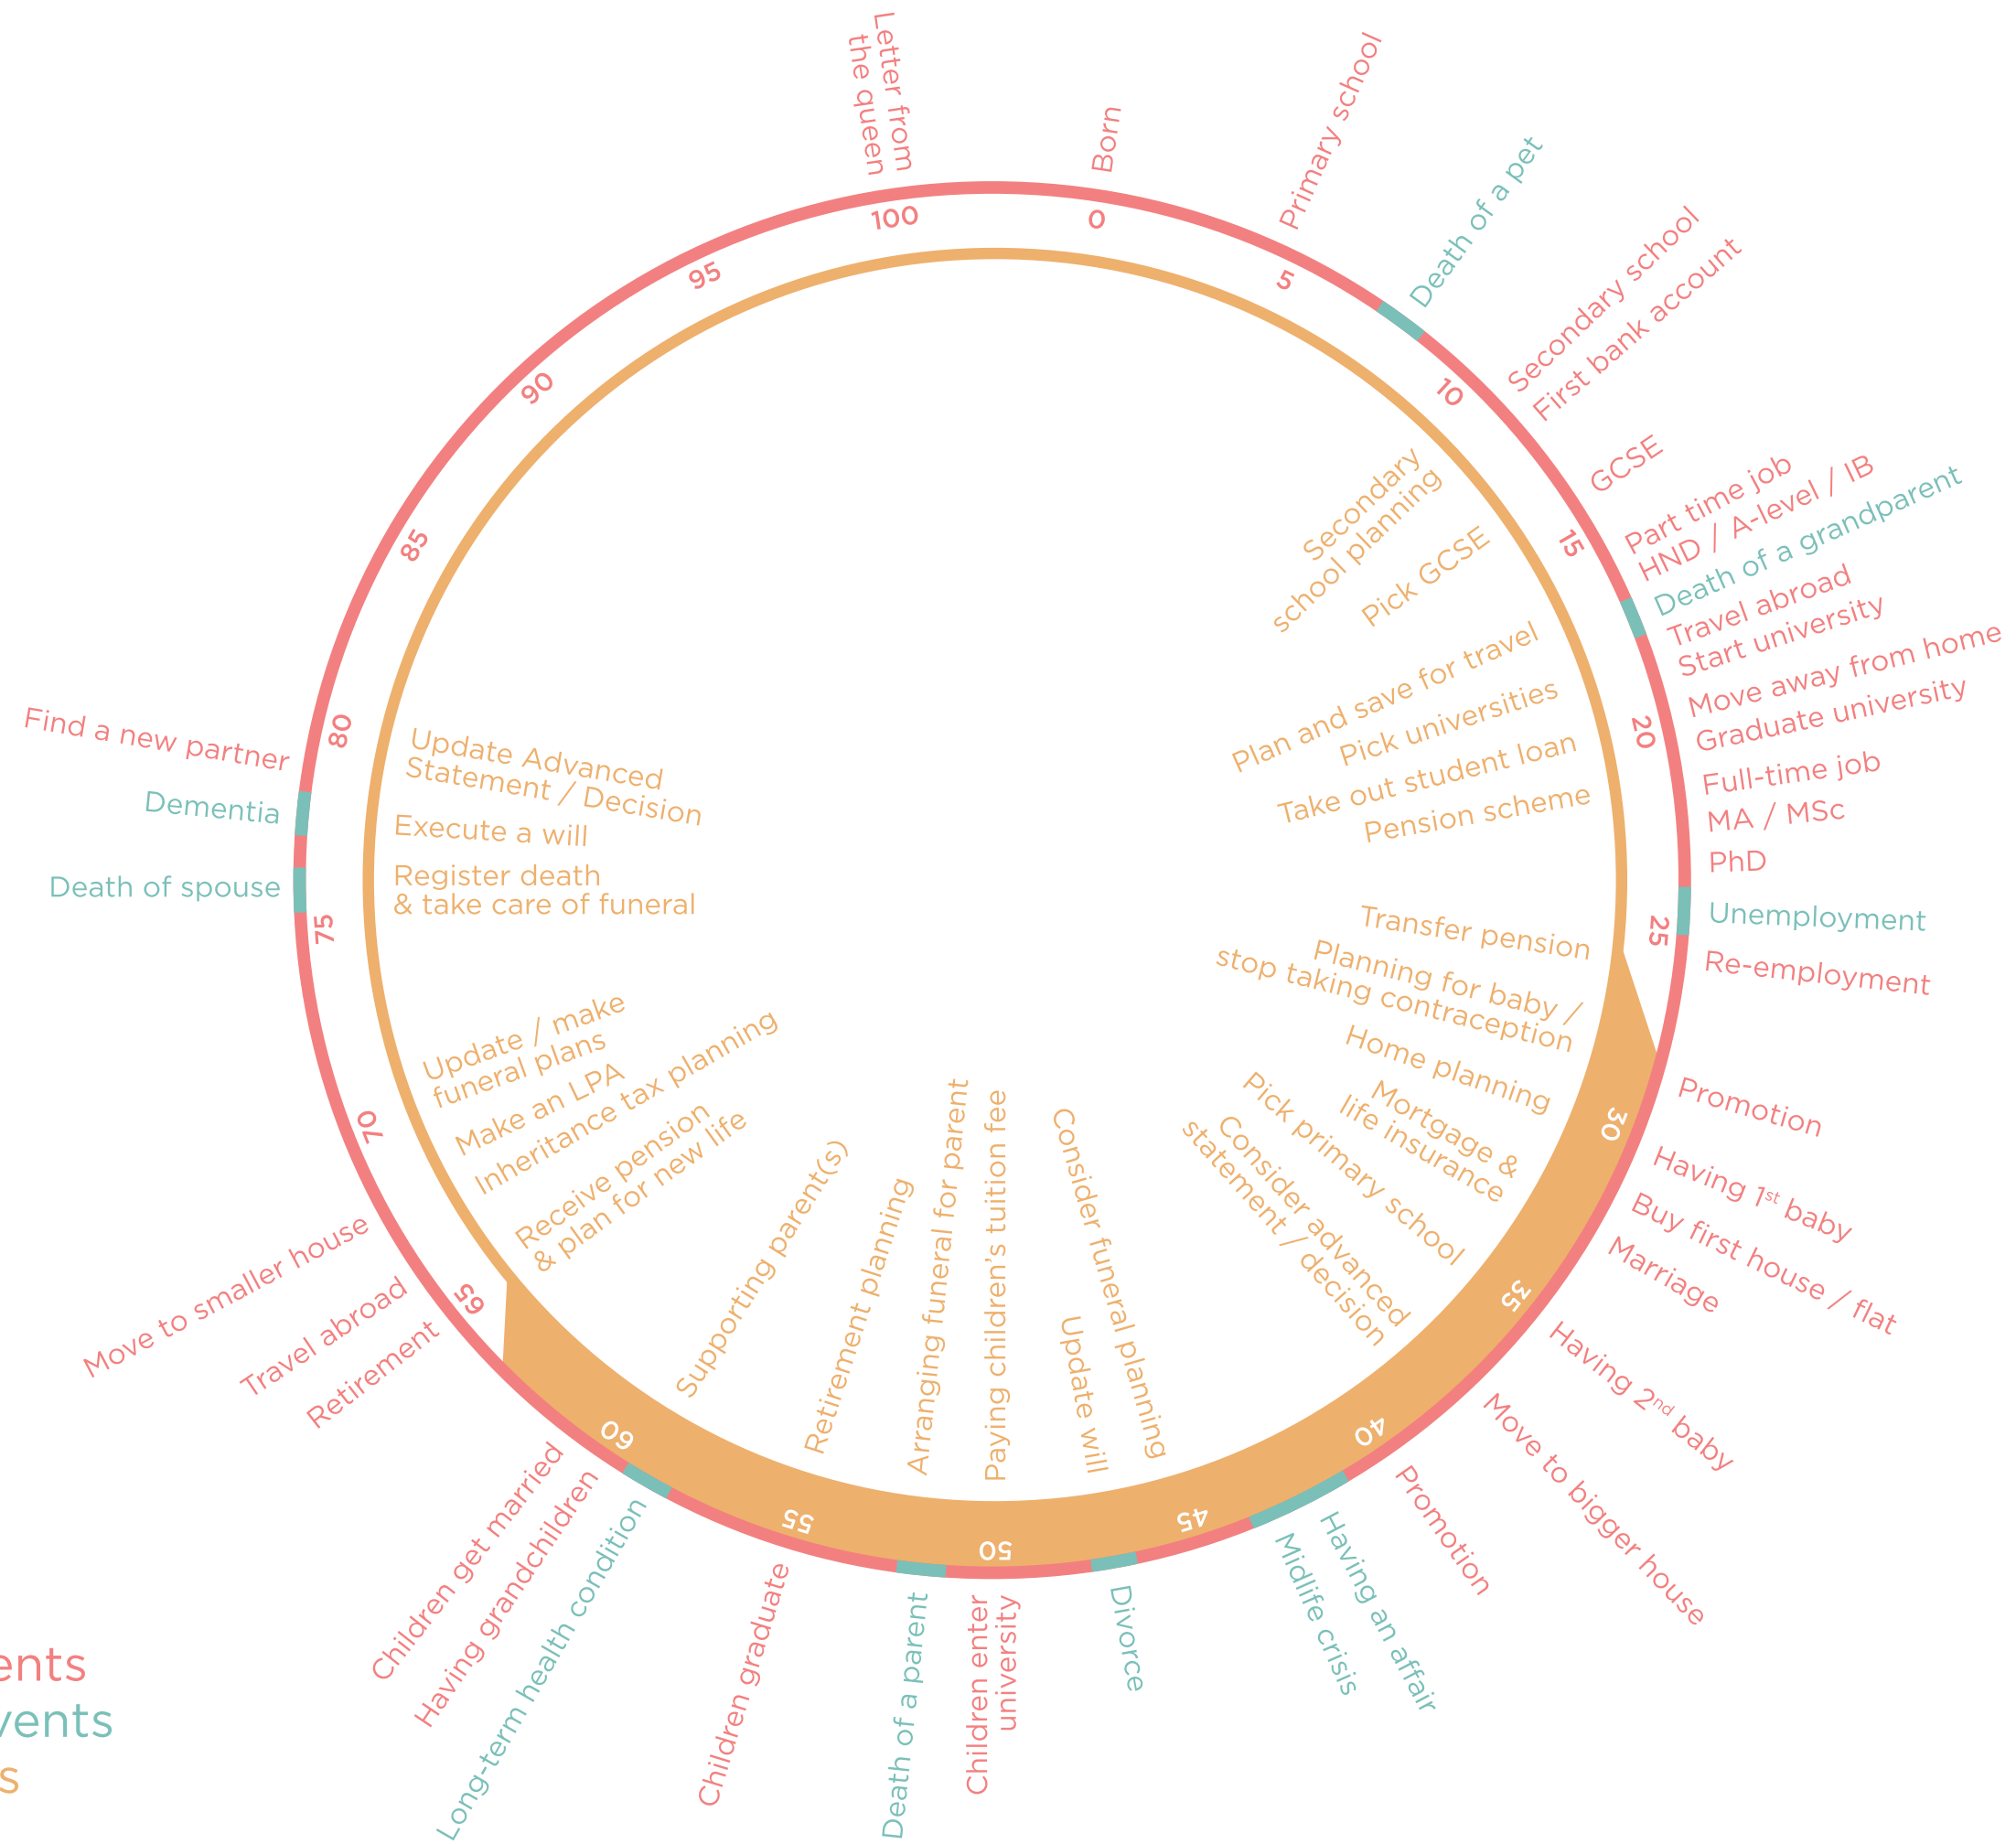 Letter from
the queen
Born
Primary school
Death of a pet
Secondary school
First bank account
GCSE
Part time job
HND / A-level / IB
Death of a grandparent
Travel abroad
Start university
Move away from home
Graduate university
Full-time job
MA / MSc
PhD
Unemployment
Re-employment
Promotion
Having 1st baby
Buy first house / flat
Marriage
Having 2nd baby
Move to bigger house
Promotion
Having an affair
Midlife crisis
Divorce
Children enter
university
Death of a parent
Children graduate
Long-term health condition
Having grandchildren
Children get married
Retirement
Travel abroad
Move to smaller house
Death of spouse
Dementia
Find a new partner
0
5
10
15
20
25
30
35
40
45
50
55
60
65
70
75
80
85
90
95
100
Secondary
school planning
Pick GCSE
Plan and save for travel
Pick universities
Take out student loan
Pension scheme
Transfer pension
Planning for baby /
stop taking contraception
Home planning
Mortgage &
life insurance
Pick primary school
Consider advanced
statement / decision
Consider funeral planning
Update will
Paying children's tuition fee
Arranging funeral for parent
Retirement planning
Supporting parent(s)
Receive pension
& plan for new life
Inheritance tax planning
Make an LPA
Update / make
funeral plans
Register death
& take care of funeral
Execute a will
Update Advanced
Statement / Decision
ents
vents
s